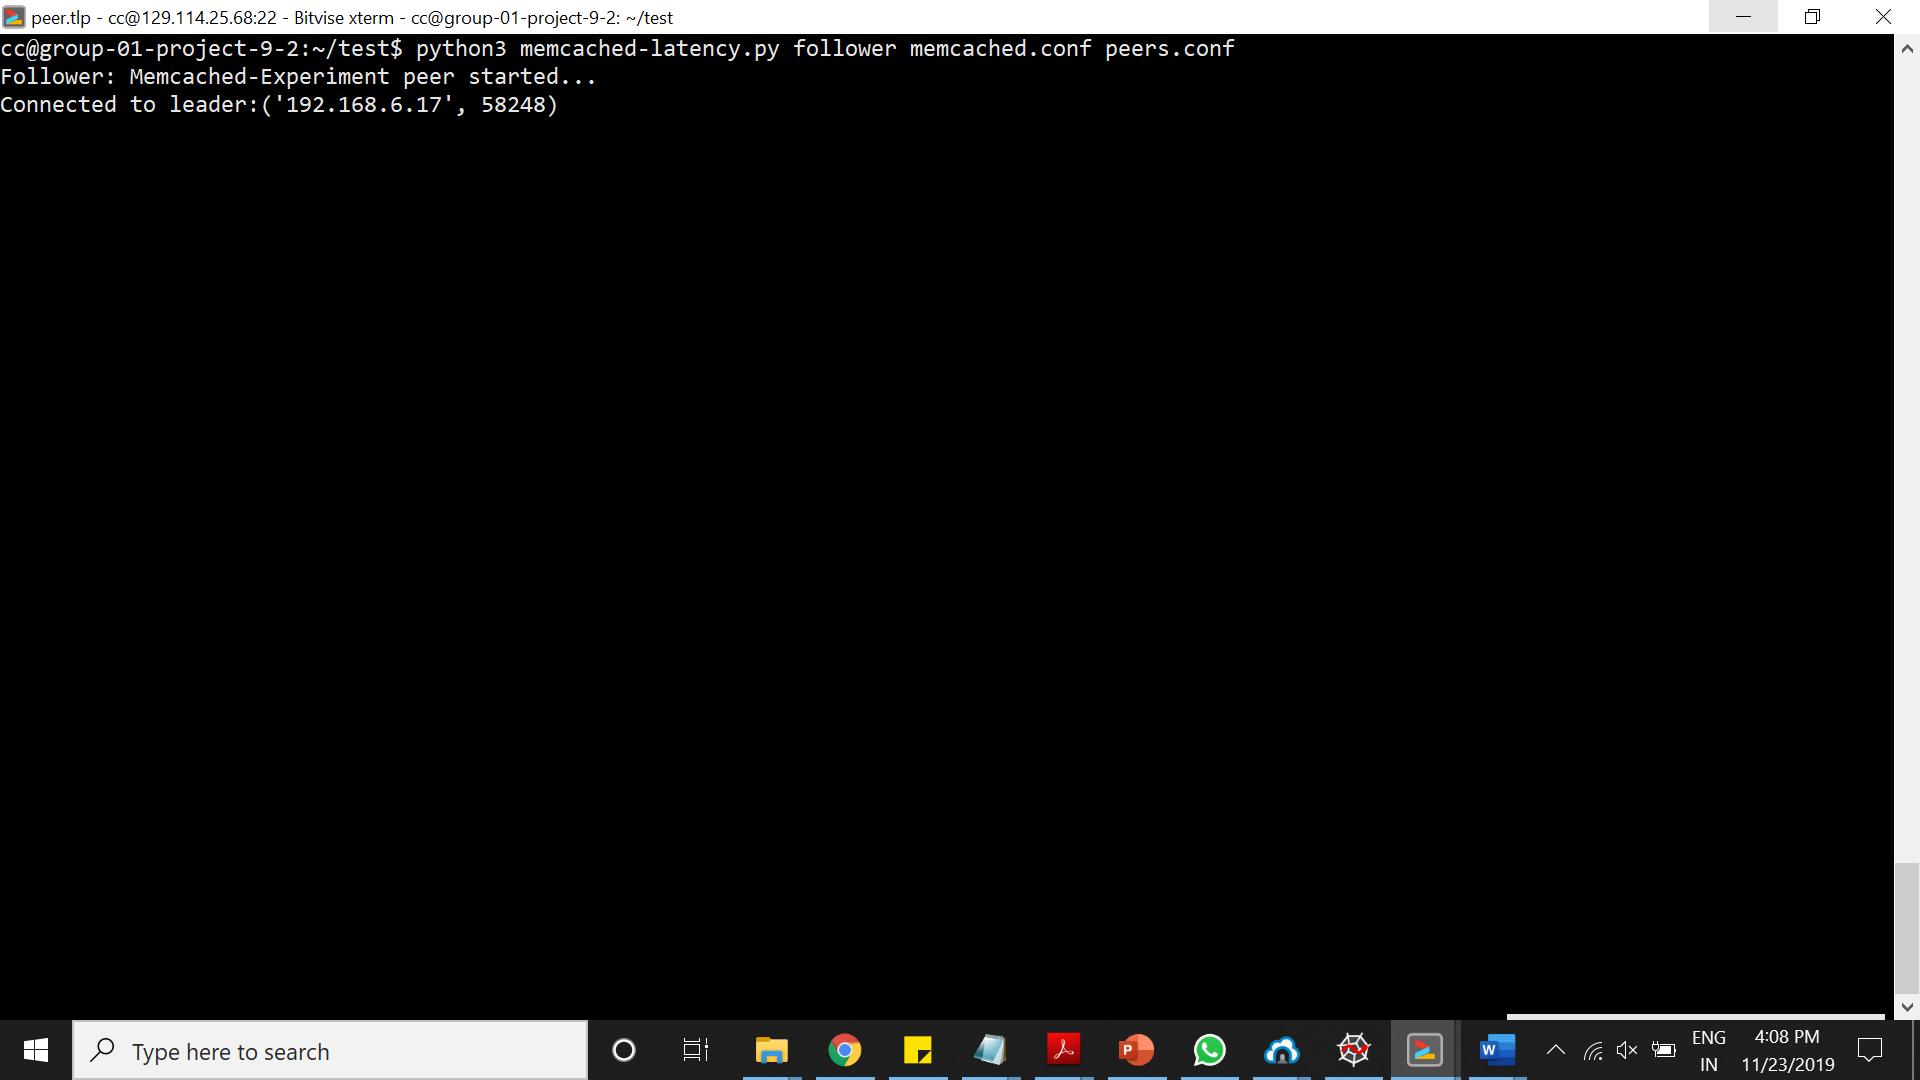 peer.tlp - cc@129.114.25.68:22 - Bitvise xterm - cc@group-01-project-9-2: ~/test
cc@group-01-project-9-2:~/test$ python3 memcached-latency.py follower memcached.conf peers.conf
Follower: Memcached-Experiment peer started...
Connected to leader:('192.168.6.17', 58248)
Type here to search
P
W
ENG
IN
4:08 PM
11/23/2019